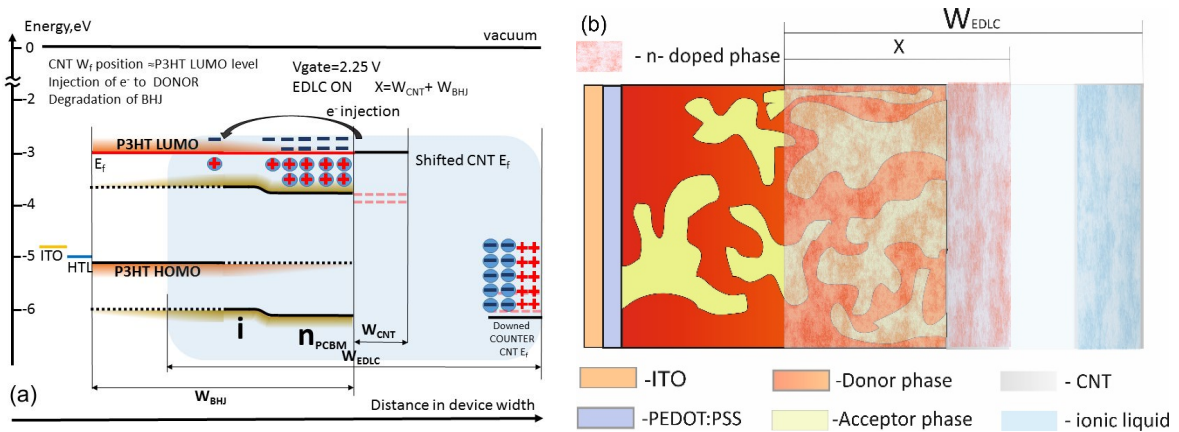 Energy,eV
vacuum
0
CNT Wf position ≈P3HT LUMO level
Injection of e⁻ to DONOR
Degradation of BHJ
Vgate=2.25 V
EDLC ON X=WCNT+ WBHJ
e⁻ injection
-2
P3HT LUMO
-3
Ef
Shifted CNT Ef
-4
ITO
-5
HTL
P3HT HOMO
-6
i
nPCBM
WCNT
Downed
COUNTER
CNT Ef
WEDLC
WBHJ
(a)
Distance in device width
(b)
WEDLC
- n- doped phase
X
-ITO
-Donor phase
- CNT
-PEDOT:PSS
-Acceptor phase
- ionic liquid